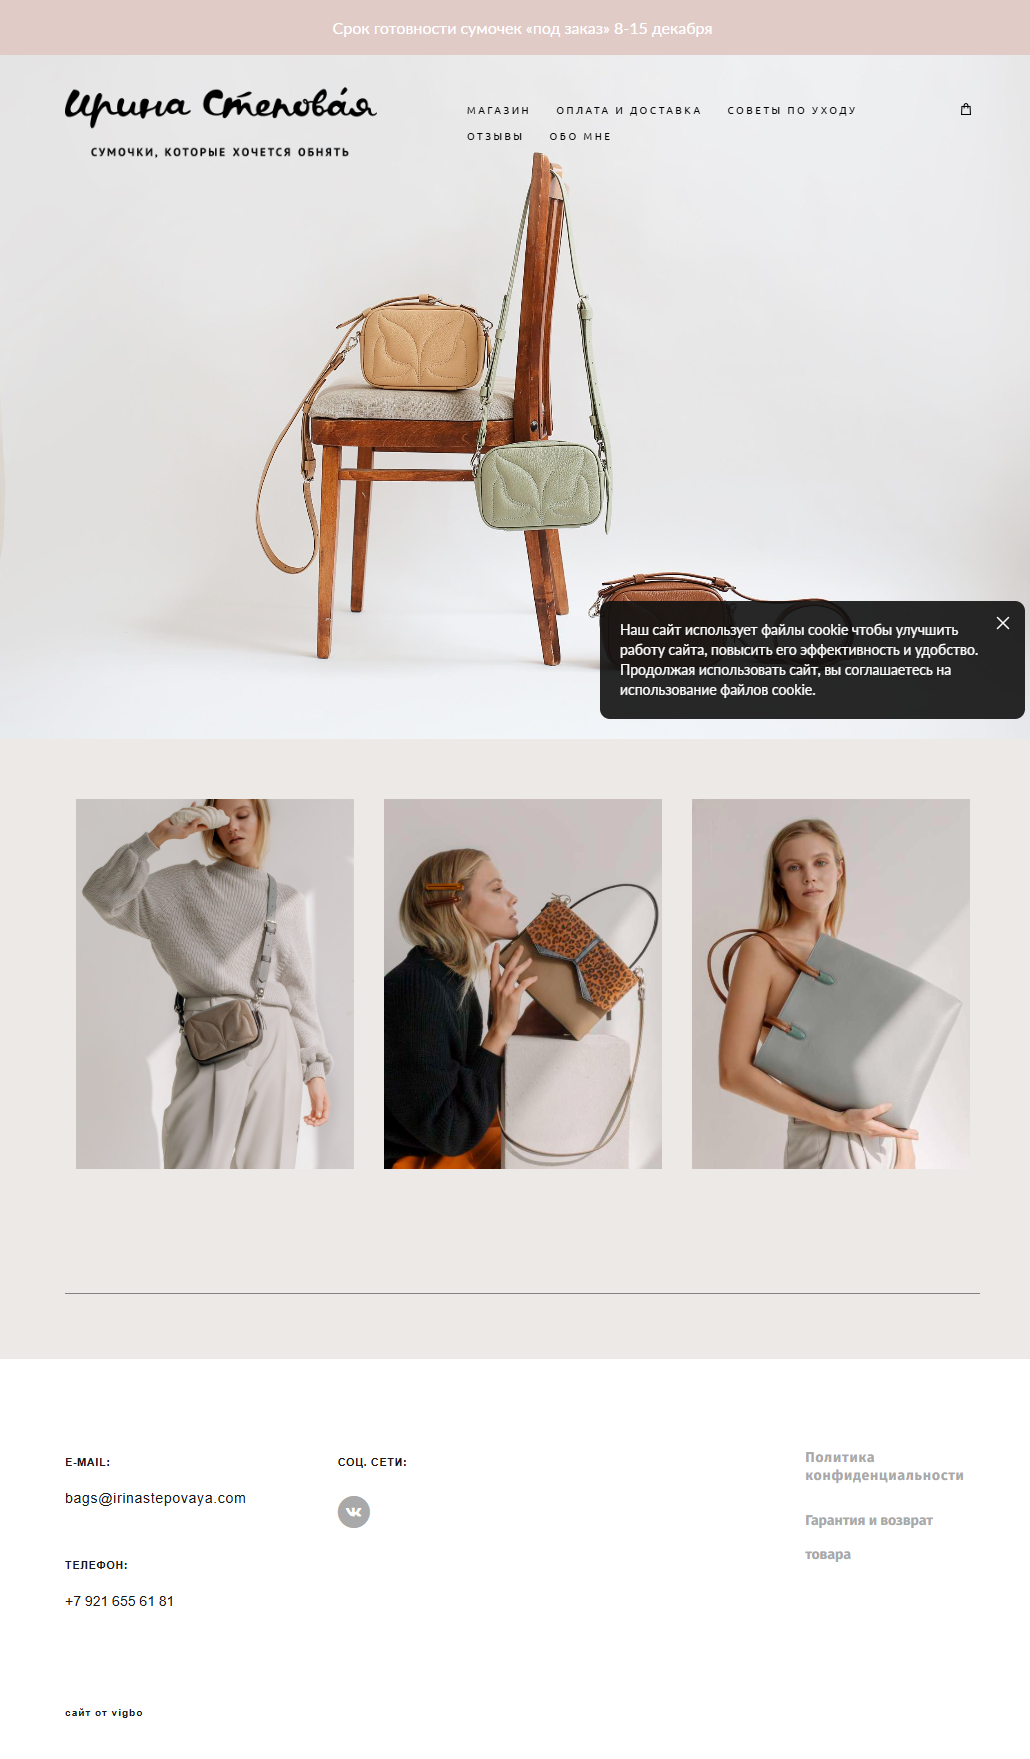 Срок готовности сумочек «под заказ» 8-15 декабря
Ирина Степовая
СУМОЧКИ, КОТОРЫЕ ХОЧЕТСЯ ОБНЯТЬ
МАГАЗИН ОПЛАТА И ДОСТАВКА СОВЕТЫ ПО УХОДУ
ОТЗЫВЫ ОБО МНЕ
Наш сайт использует файлы cookie чтобы улучшить
работу сайта, повысить его эффективность и удобство.
Продолжая использовать сайт, вы соглашаетесь на
использование файлов cookie.
E-MAIL:
bags@irinastepovaya.com
ТЕЛЕФОН:
+7 921 655 61 81
СОЦ. СЕТИ:
Политика
конфиденциальности
Гарантия и возврат
товара
сайт от vigbo